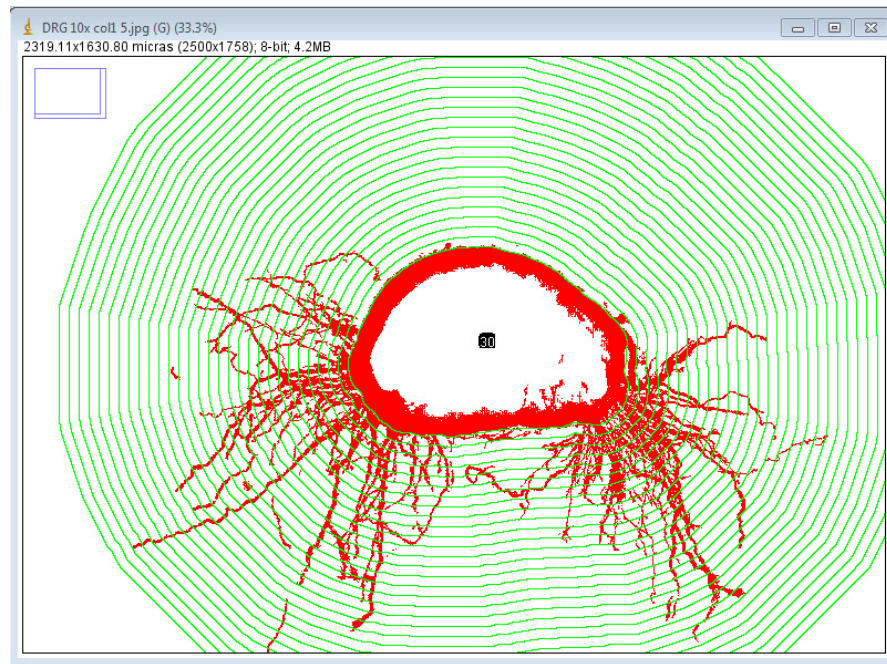 DRG 10x col1 5.jpg (G) (33.3%)
2319.11x1630.80 micras (2500x1758); 8-bit; 4.2MB
30